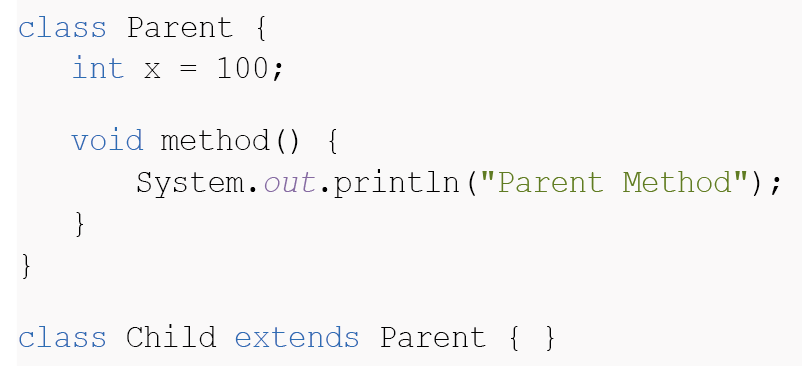 class Parent {
int x = 100;
void method() {
System.out.println("Parent Method");
}
}
class Child extends Parent { }